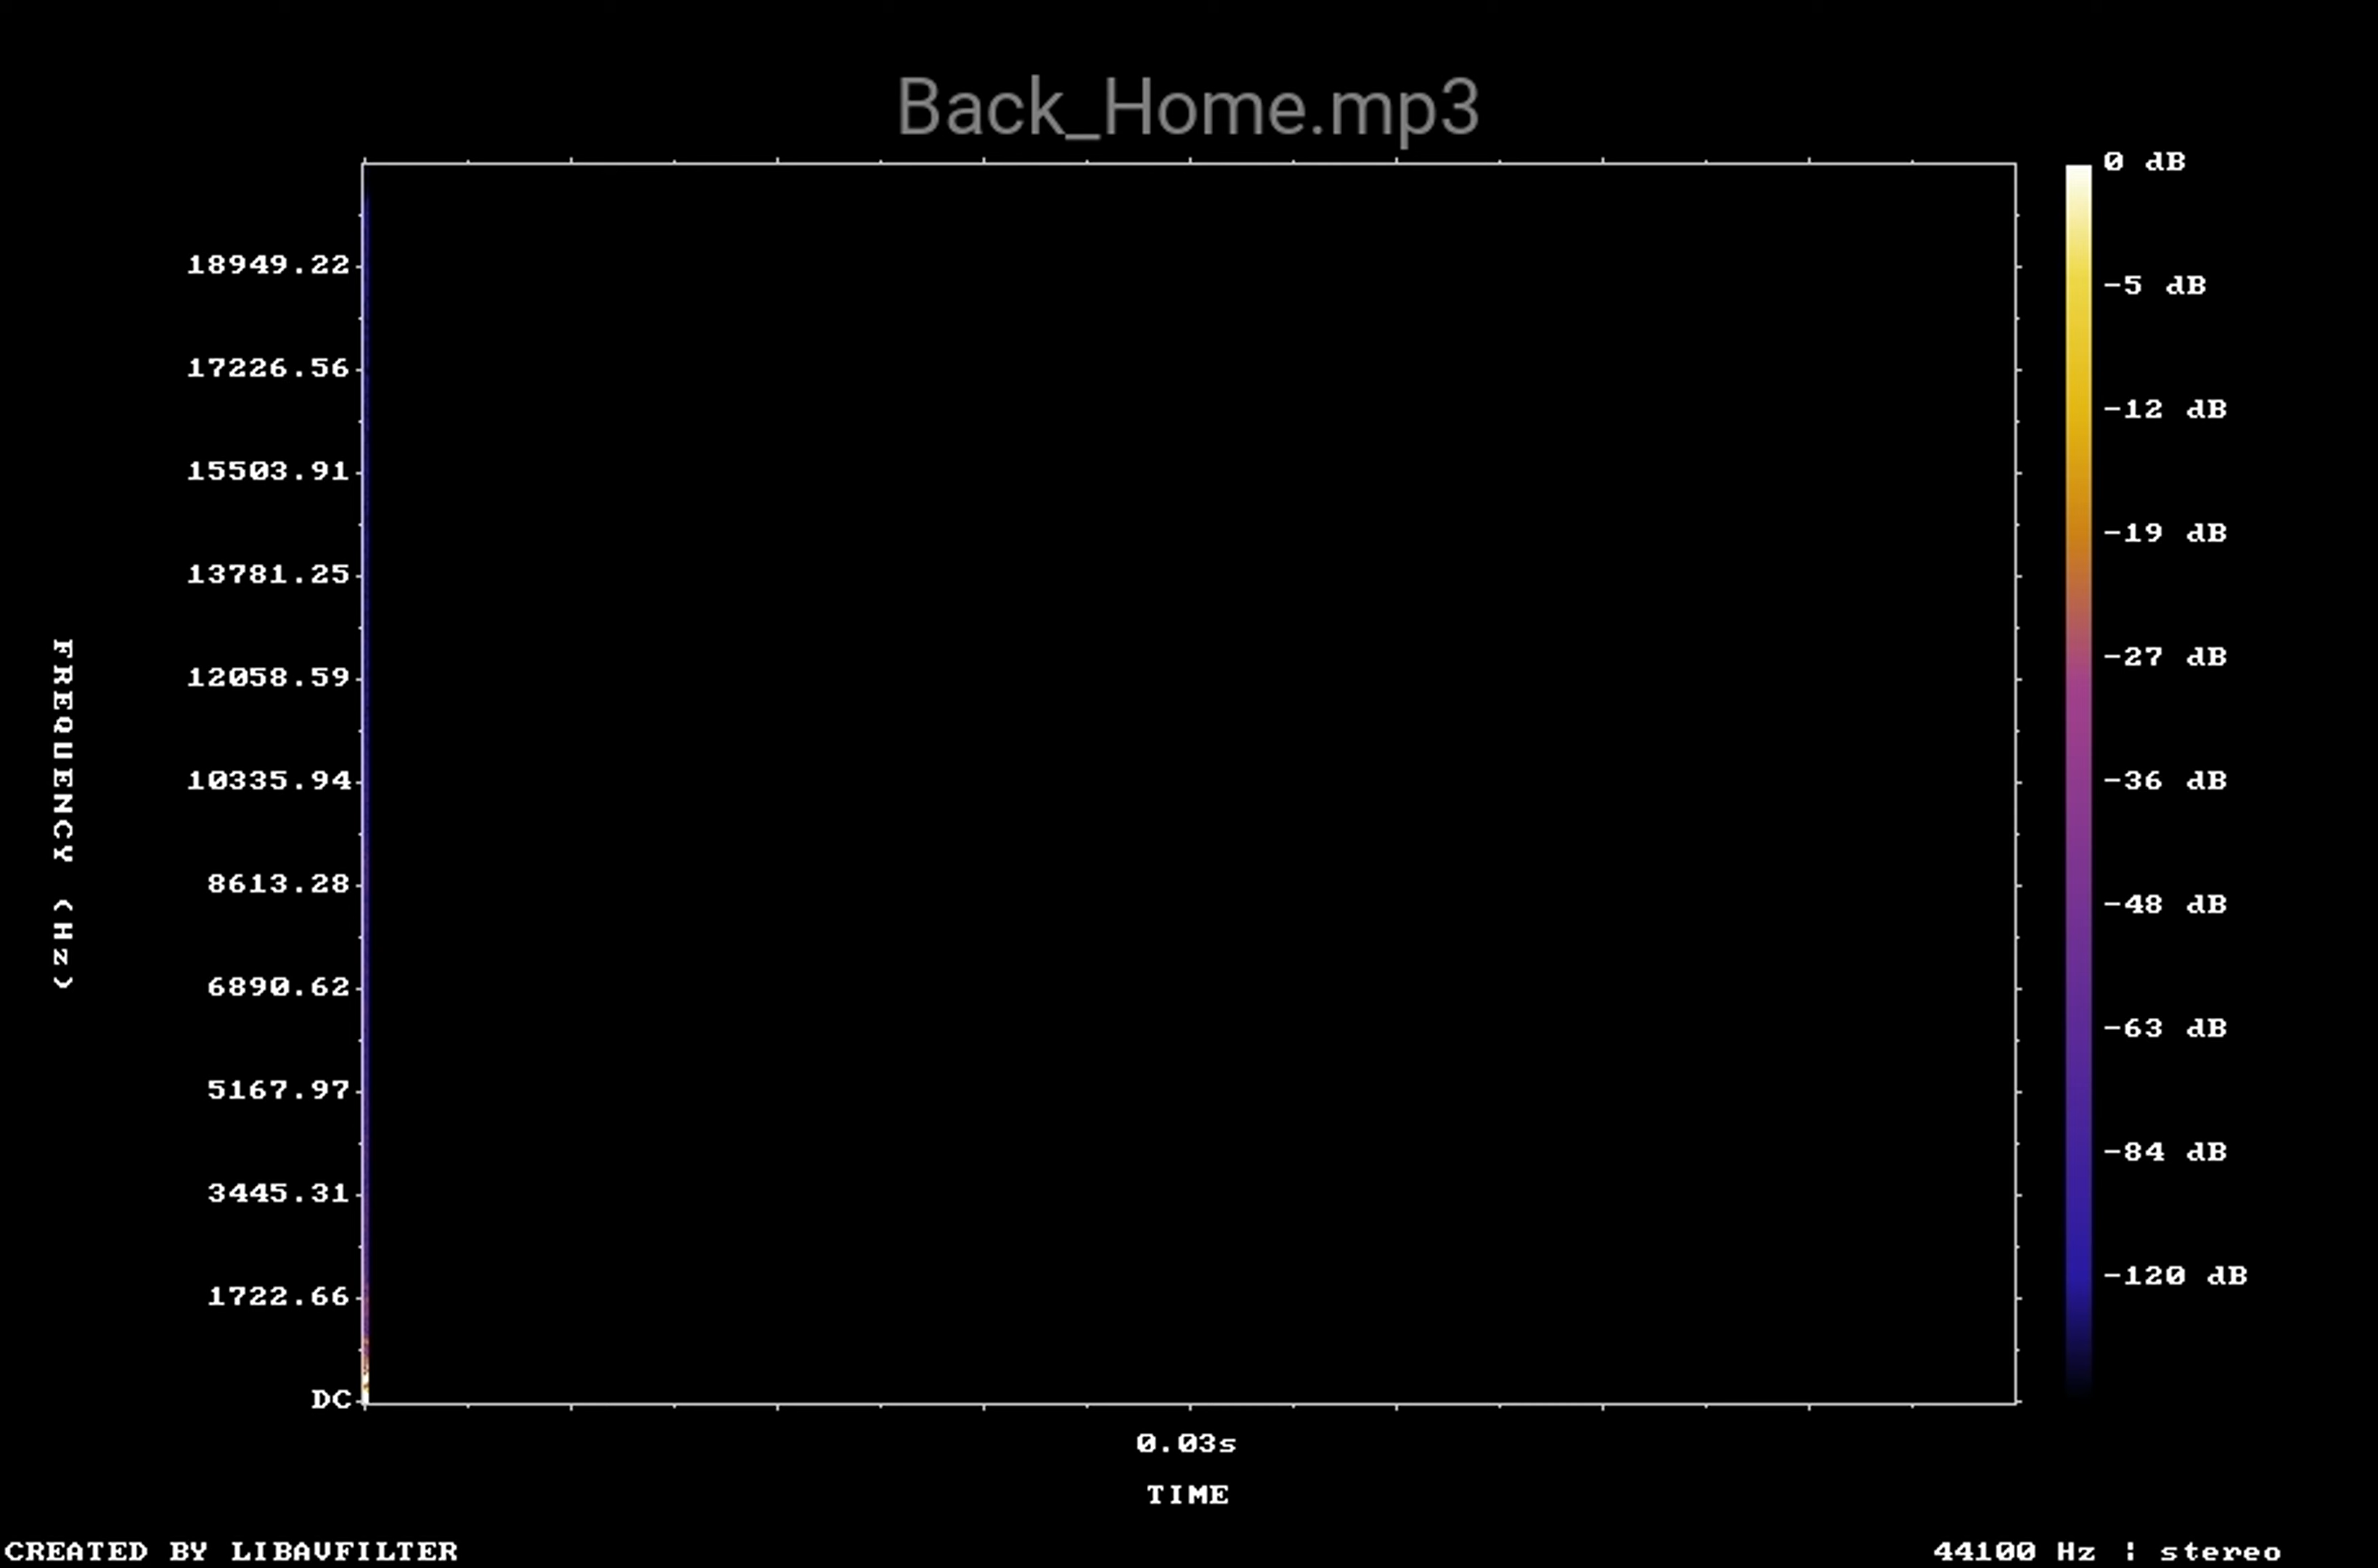 Back_Home.mp3
0 dB
18949.22
-5 dB
17226.56
-12 dB
15503.91
-19 dB
13781.25
-27 dB
12058.59
10335.94
-36 dB
8613.28
-48 dB
6890.62
-63 dB
5167.97
-84 dB
3445.31
1722.66
-120 dB
DC
FREQUENCY (Hz)
0.03s
TIME
CREATED BY LIBAVFILTER
44100 Hz | stereo